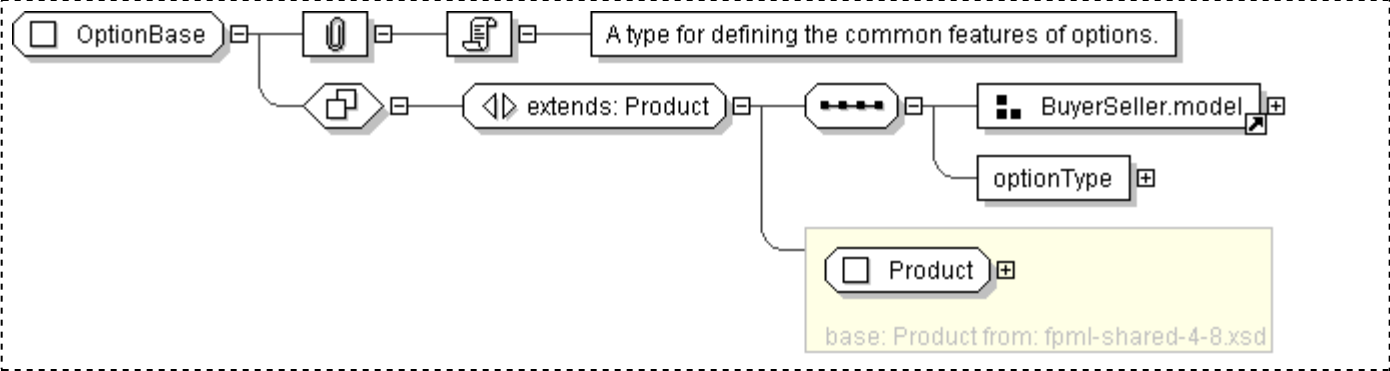 OptionBase
A type for defining the common features of options.
extends: Product
BuyerSeller.model
optionType
Product
base: Product from: fpml-shared-4-8.xsd